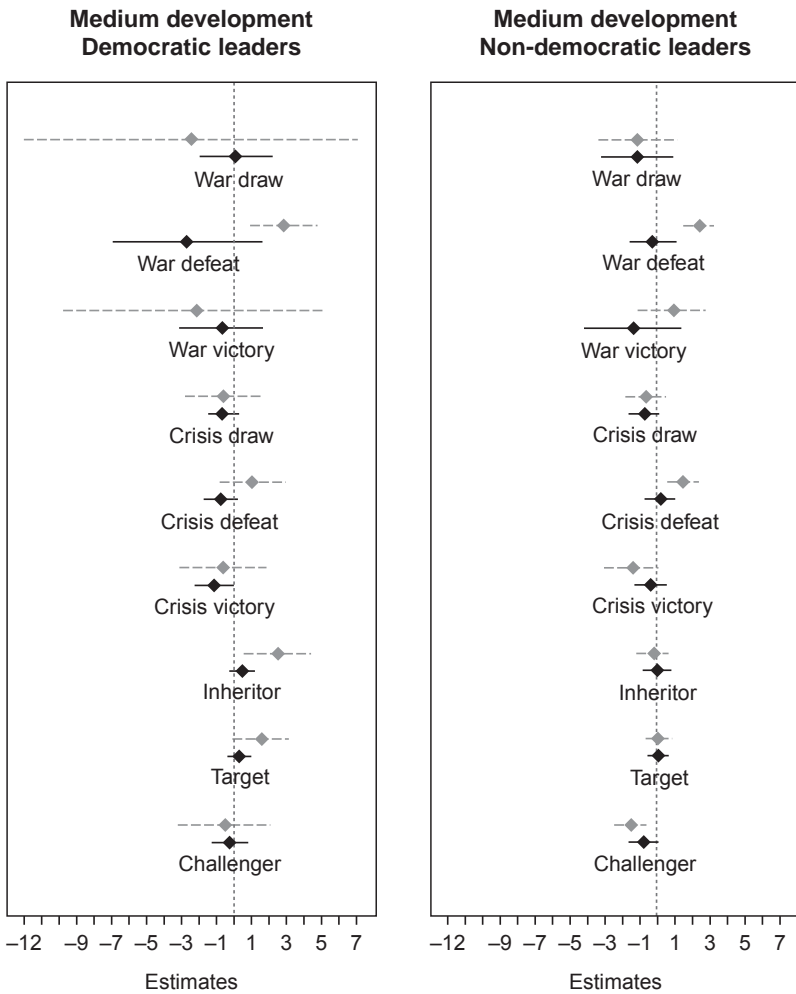 Medium development
Democratic leaders
War draw
War defeat
War victory
Crisis draw
Crisis defeat
Crisis victory
Inheritor
Target
Challenger
–12 –9 –7 –5 –3 –1 1 3 5 7
Estimates
Medium development
Non-democratic leaders
War draw
War defeat
War victory
Crisis draw
Crisis defeat
Crisis victory
Inheritor
Target
Challenger
–12 –9 –7 –5 –3 –1 1 3 5 7
Estimates